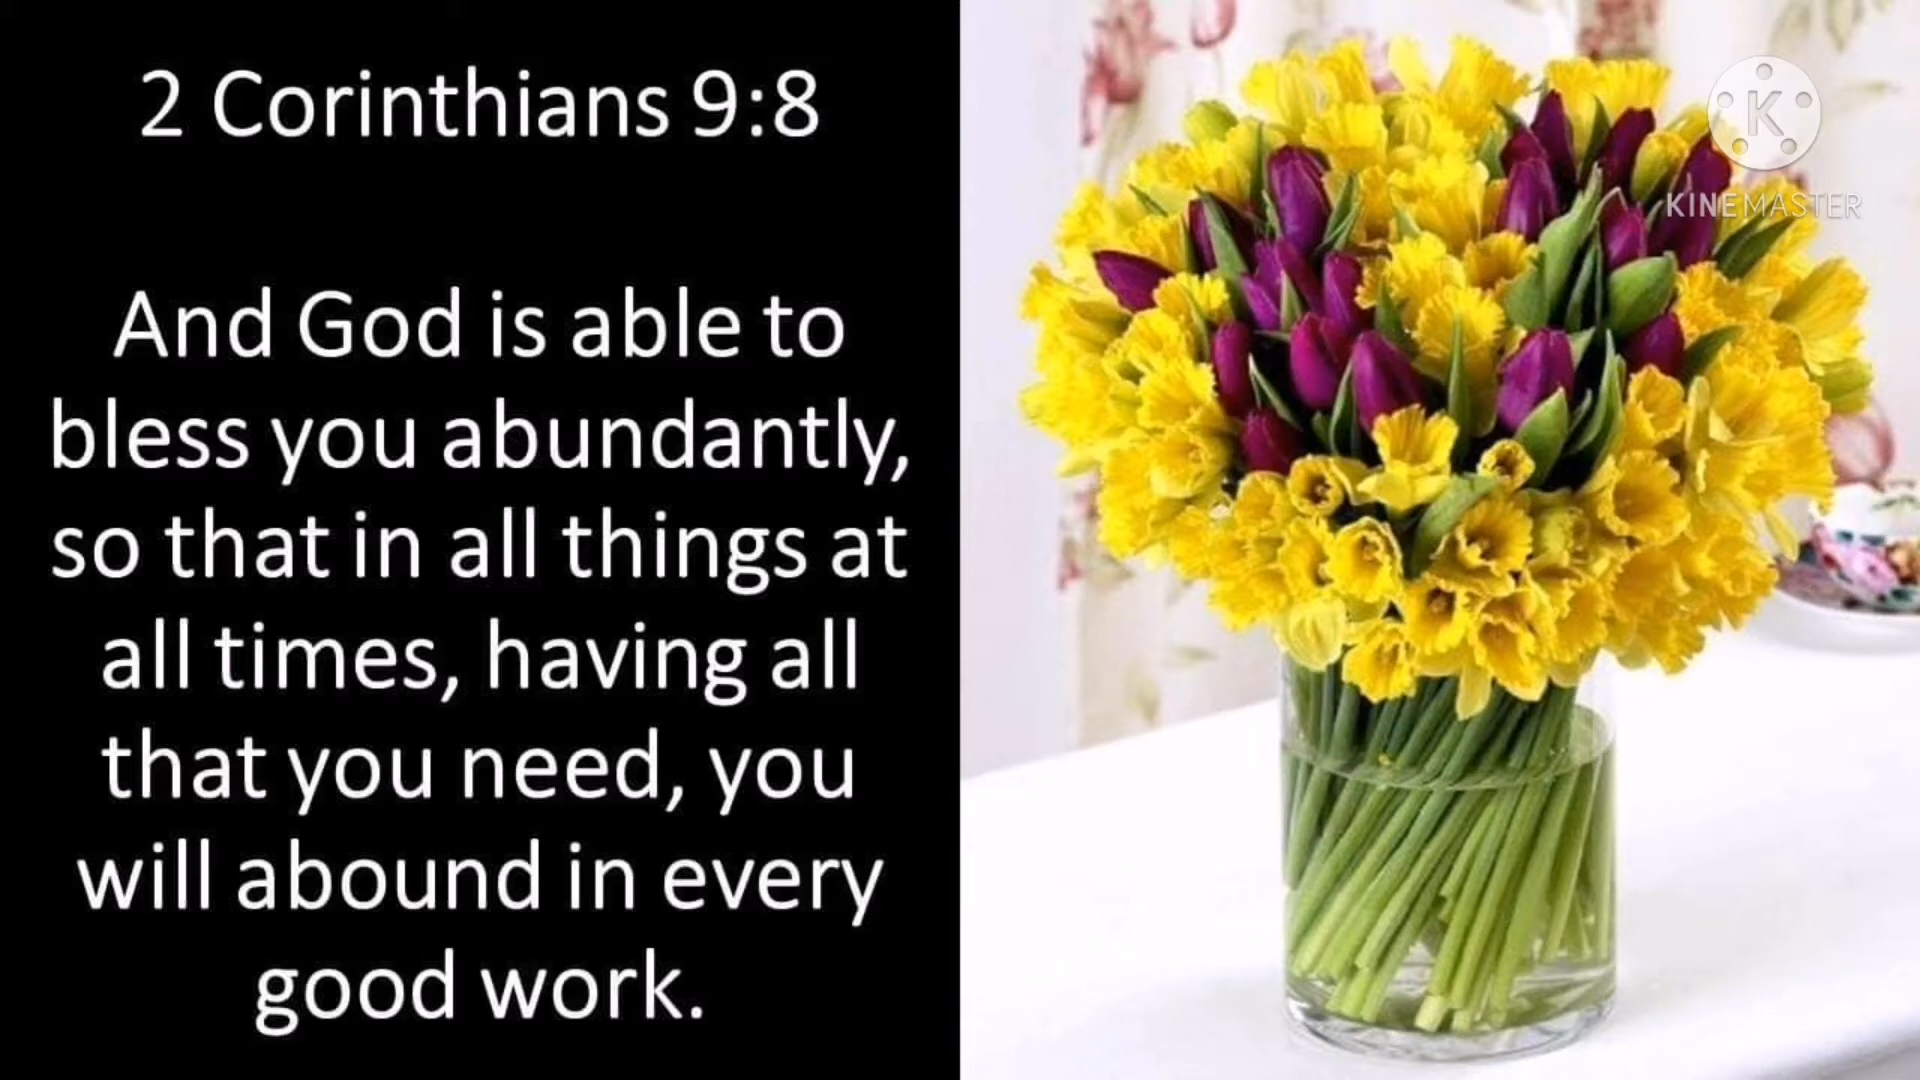 2 Corinthians 9:8
And God is able to
bless you abundantly,
so that in all things at
all times, having all
that you need, you
will abound in every
good work.
K
KINEMASTER